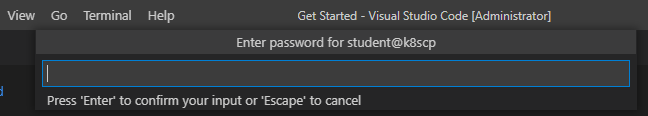 View Go Terminal Help Get Started - Visual Studio Code [Administrator]
Enter password for student@k8scp
Press 'Enter' to confirm your input or 'Escape' to cancel